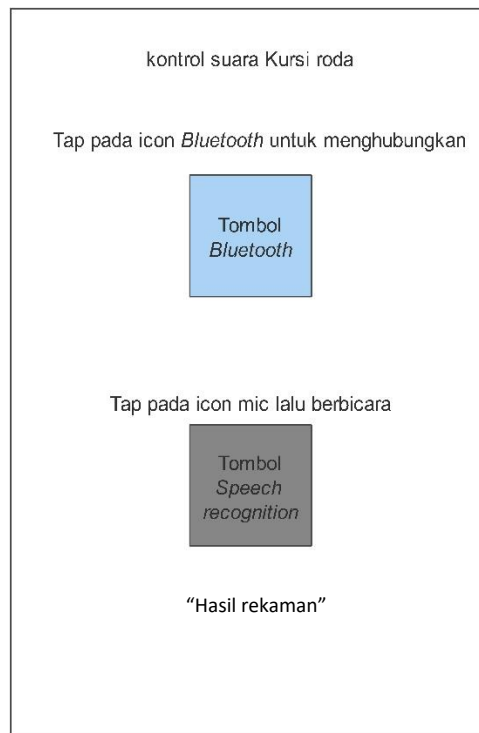 kontrol suara Kursi roda
Tap pada icon Bluetooth untuk menghubungkan
Tombol
Bluetooth
Tap pada icon mic lalu berbicara
Tombol
Speech
recognition
“Hasil rekaman”